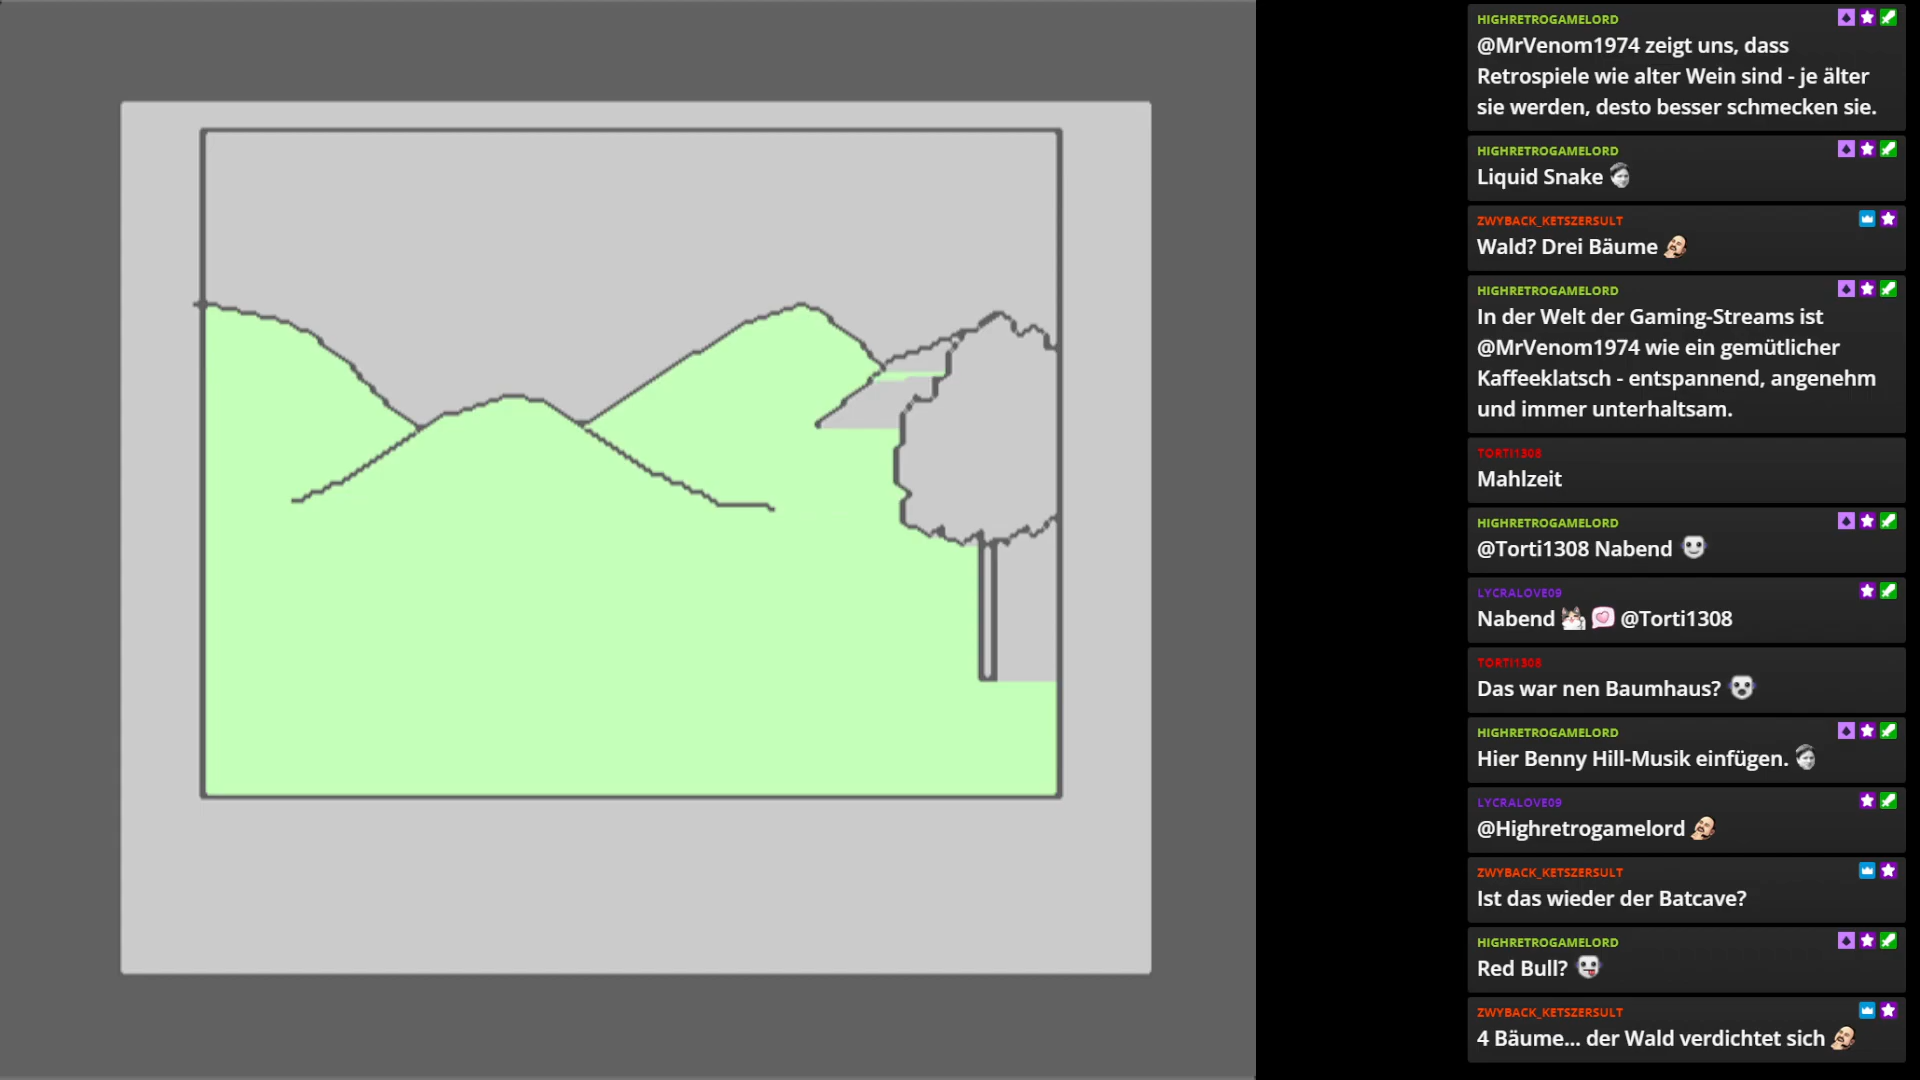 HIGHRETROGAMELORD
@MrVenom1974 zeigt uns, dass
Retrospiele wie alter Wein sind - je älter
sie werden, desto besser schmecken sie.
HIGHRETROGAMELORD
Liquid Snake
ZWYBACK_KETSZERSULT
Wald? Drei Bäume
HIGHRETROGAMELORD
In der Welt der Gaming-Streams ist
@MrVenom1974 wie ein gemütlicher
Kaffeeklatsch - entspannend, angenehm
und immer unterhaltsam.
TORTI1308
Mahlzeit
HIGHRETROGAMELORD
@Torti1308 Nabend
LYCRALOVE09
Nabend @Torti1308
TORTI1308
Das war nen Baumhaus?
HIGHRETROGAMELORD
Hier Benny Hill-Musik einfügen.
LYCRALOVE09
@Highretrogamelord
ZWYBACK_KETSZERSULT
Ist das wieder der Batcave?
HIGHRETROGAMELORD
Red Bull?
ZWYBACK_KETSZERSULT
4 Bäume... der Wald verdichtet sich